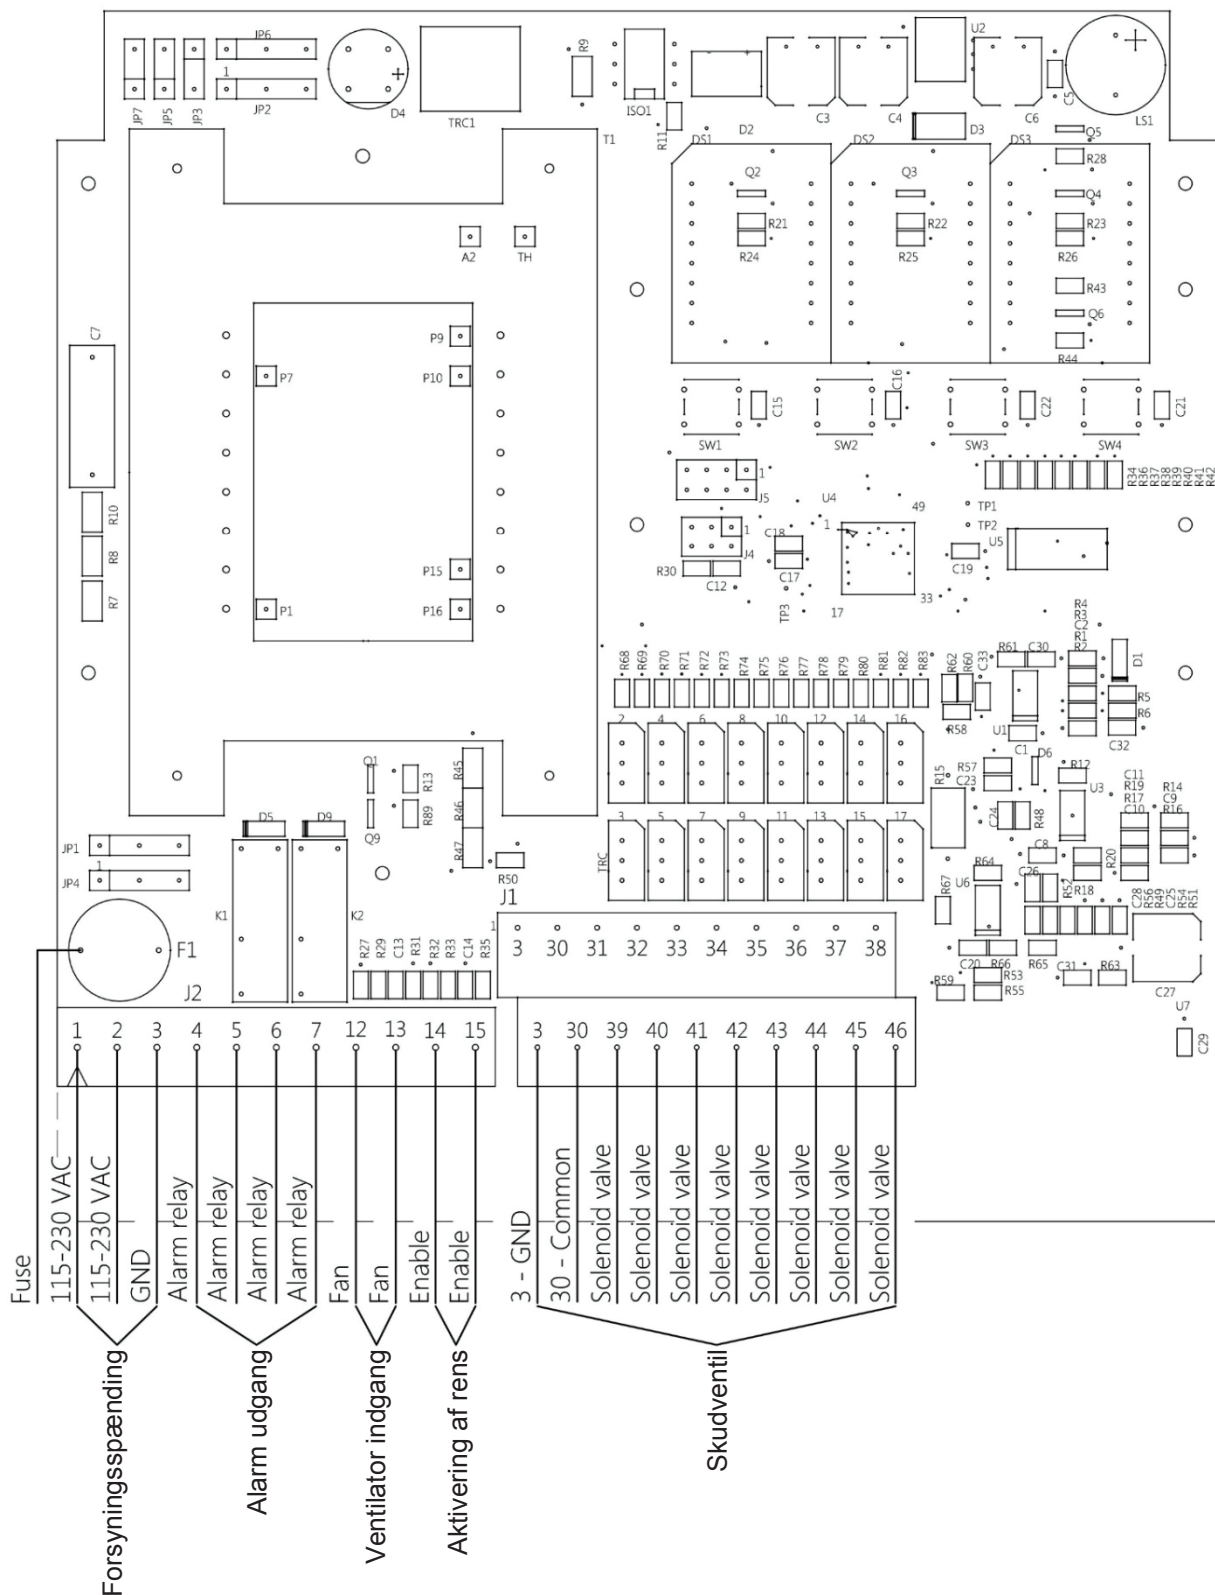 JP7
JP5
JP3
JP6
1
JP2
D4
TRC1
R9
ISO1
R11
T1
- +
D2
C3
C4
U2
D3
C6
C5
LS1
DS1
DS2
DS3
Q5
R28
Q2
Q3
Q4
R21
R22
R23
R24
R25
R26
R43
Q6
R44
A2
TH
C7
P9
P7
P10
P15
P1
P16
R10
R8
R7
C15
C16
C22
C21
SW1
SW2
SW3
SW4
1
J5
1
J4
R34
R36
R37
R38
R39
R40
R41
R42
U4
49
1
TP1
TP2
U5
C18
C17
C19
R30
C12
TP3
17
33
R4
R3
C2
R1
R2
D1
R68
R69
R70
R71
R72
R73
R74
R75
R76
R77
R78
R79
R80
R81
R82
R83
R62
R60
C33
R61
C30
R5
R6
R58
U1
C1
C32
2
4
6
8
10
12
14
16
D6
R57
C23
R12
R15
U3
C11
R19
R17
C10
R14
C9
R16
Q1
R13
R45
R46
R47
Q9
R89
D5
D9
R50
3
5
7
9
11
13
15
17
TRC
C24
R48
C8
R20
R64
U6
C26
R52
R18
R67
C28
R56
R49
C25
R54
R51
JP1
1
JP4
K1
K2
F1
J2
J1
1
R27
R29
C13
R31
R32
R33
C14
R35
3 30 31 32 33 34 35 36 37 38
C20
R66
R65
R59
R53
R55
C31
R63
C27
U7
C29
1 2 3 4 5 6 7 12 13 14 15
3 30 39 40 41 42 43 44 45 46
Fuse
115-230 VAC
115-230 VAC
GND
Alarm relay
Alarm relay
Alarm relay
Alarm relay
Fan
Fan
Enable
Enable
3 - GND
30 - Common
Solenoid valve
Solenoid valve
Solenoid valve
Solenoid valve
Solenoid valve
Solenoid valve
Solenoid valve
Solenoid valve
Forsyningsspænding
Alarm udgang
Ventilator indgang
Aktivering af rens
Skudventil